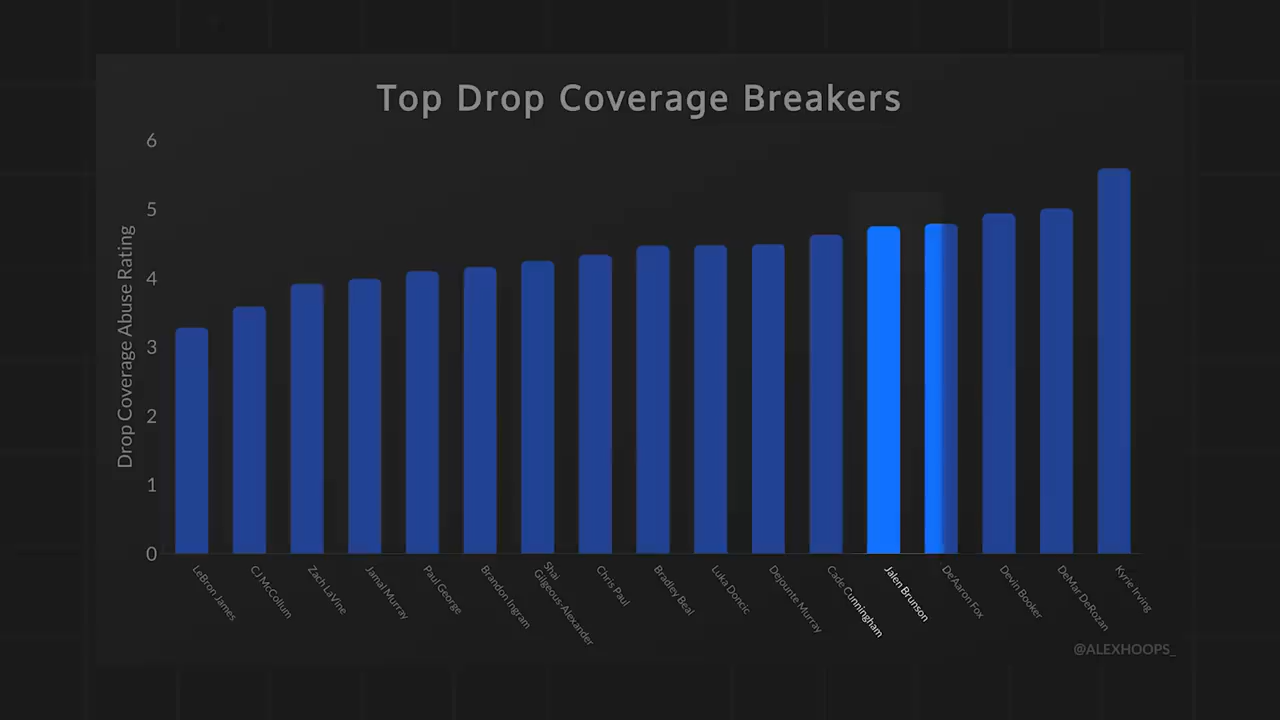 Top Drop Coverage Breakers
Drop Coverage Abuse Rating
6
5
4
3
2
1
0
LeBron James
CJ McCollum
Zach LaVine
Jamal Murray
Paul George
Brandon Ingram
Shai
Gilgeous-Alexander
Chris Paul
Bradley Beal
Luka Doncic
Dejounte Murray
Cade Cunningham
Jalen Brunson
DeAaron Fox
Devin Booker
DeMar DeRozan
Kyrie Irving
@ALEXHOOPS_